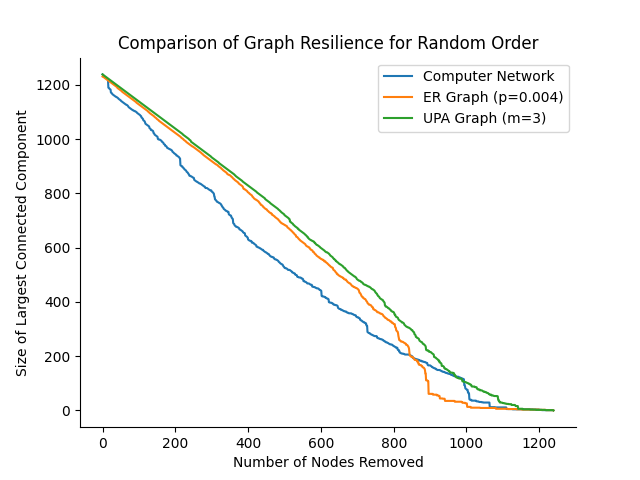 Comparison of Graph Resilience for Random Order
Computer Network
ER Graph (p=0.004)
UPA Graph (m=3)
Size of Largest Connected Component
1200
1000
800
600
400
200
0
0 200 400 600 800 1000 1200
Number of Nodes Removed